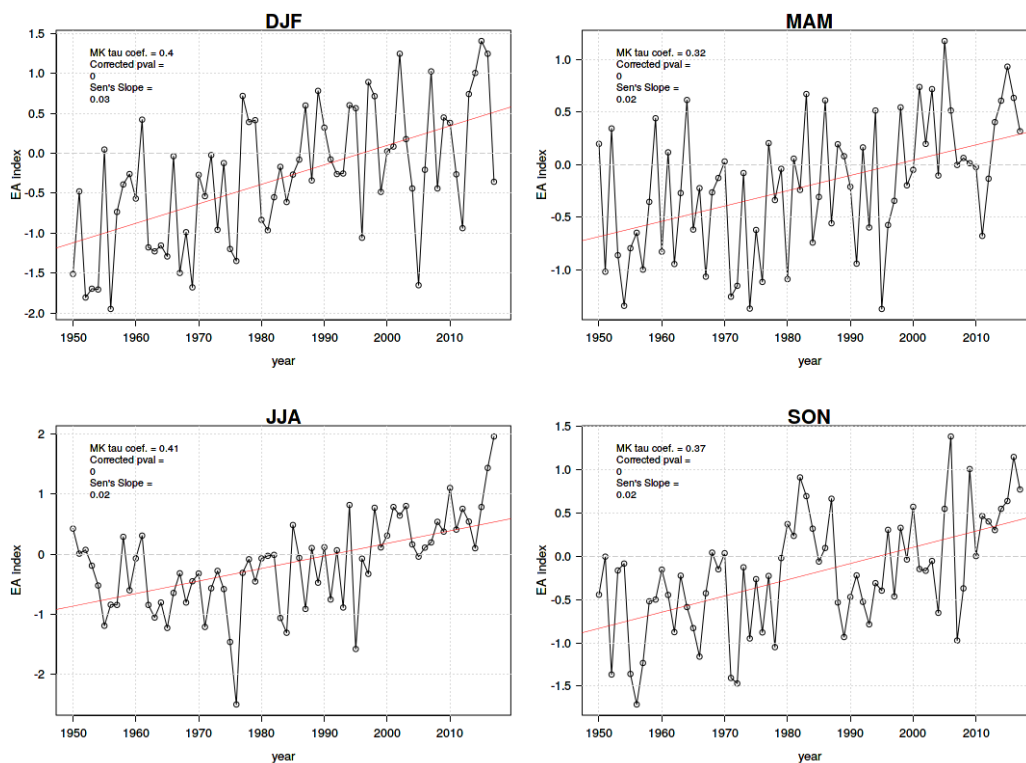 DJF
MK tau coef. = 0.4
Corrected pval =
0
Sen's Slope =
0.03
EA Index
1.5
1.0
0.5
0.0
-0.5
-1.0
-1.5
-2.0
1950 1960 1970 1980 1990 2000 2010
year
MAM
MK tau coef. = 0.32
Corrected pval =
0
Sen's Slope =
0.02
EA Index
1.0
0.5
0.0
-0.5
-1.0
1950 1960 1970 1980 1990 2000 2010
year
JJA
MK tau coef. = 0.41
Corrected pval =
0
Sen's Slope =
0.02
EA Index
2
1
0
-1
-2
1950 1960 1970 1980 1990 2000 2010
year
SON
MK tau coef. = 0.37
Corrected pval =
0
Sen's Slope =
0.02
EA Index
1.5
1.0
0.5
0.0
-0.5
-1.0
-1.5
1950 1960 1970 1980 1990 2000 2010
year